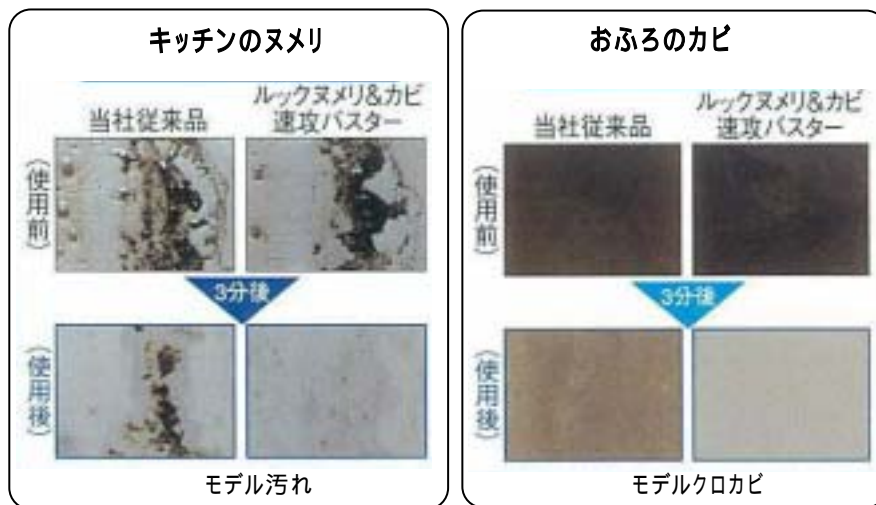 キッチンのヌメリ
当社従来品
ルックヌメリ&カビ
速攻バスター
(使用前)
3分後
(使用後)
モデル汚れ
おふろのカビ
当社従来品
ルックヌメリ&カビ
速攻バスター
(使用前)
3分後
(使用後)
モデルクロカビ